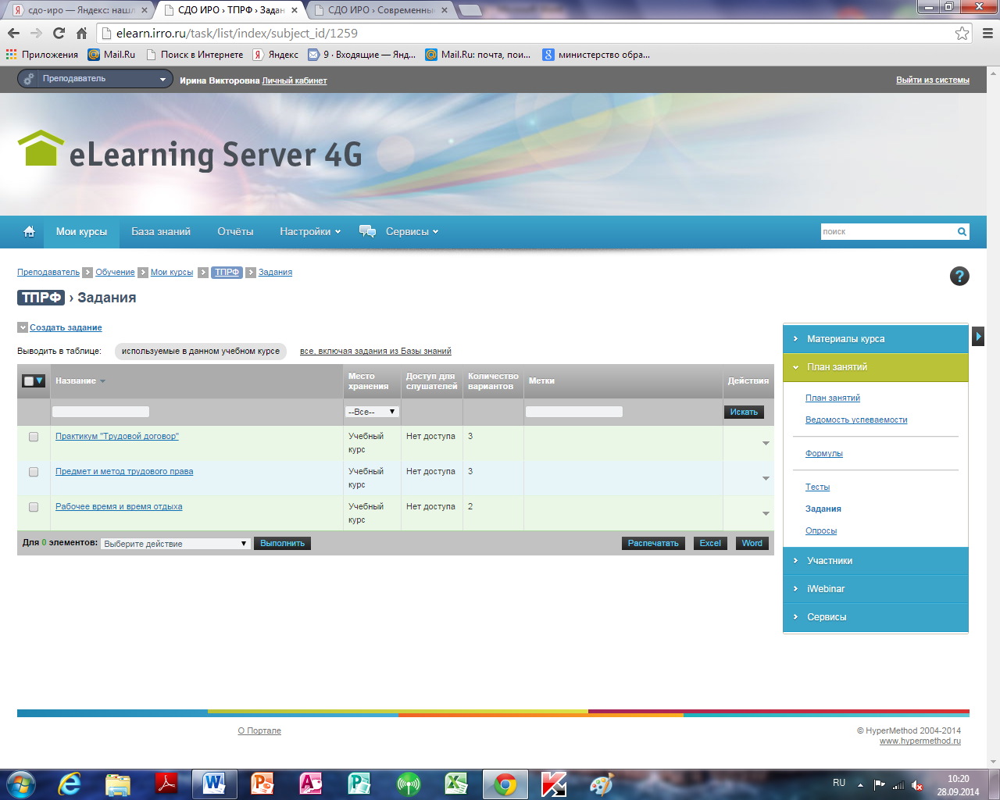 сдо-иро — Яндекс: нашл
СДО ИРО › ТПРФ › Задан
СДО ИРО › Современны
elearn.irro.ru/task/list/index/subject_id/1259
Приложения
Mail.Ru
Поиск в Интернете
Яндекс
9 · Входящие — Янд...
Mail.Ru: почта, пои...
министерство обра...
Преподаватель
Ирина Викторовна Личный кабинет
Выйти из системы
eLearning Server 4G
Мои курсы
База знаний
Отчёты
Настройки
Сервисы
поиск
Преподаватель Обучение Мои курсы ТПРФ Задания
ТПРФ › Задания
Создать задание
Выводить в таблице: используемые в данном учебном курсе все, включая задания из Базы знаний
Название
Место хранения
Доступ для слушателей
Количество вариантов
Метки
Действия
--Все--
Искать
Практикум "Трудовой договор" Учебный курс Нет доступа 3
Предмет и метод трудового права Учебный курс Нет доступа 3
Рабочее время и время отдыха Учебный курс Нет доступа 2
Для 0 элементов: Выберите действие Выполнить
Распечатать Excel Word
Материалы курса
План занятий
План занятий
Ведомость успеваемости
Формулы
Тесты
Задания
Опросы
Участники
iWebinar
Сервисы
О Портале
© HyperMethod 2004-2014
www.hypermethod.ru
RU
10:20
28.09.2014